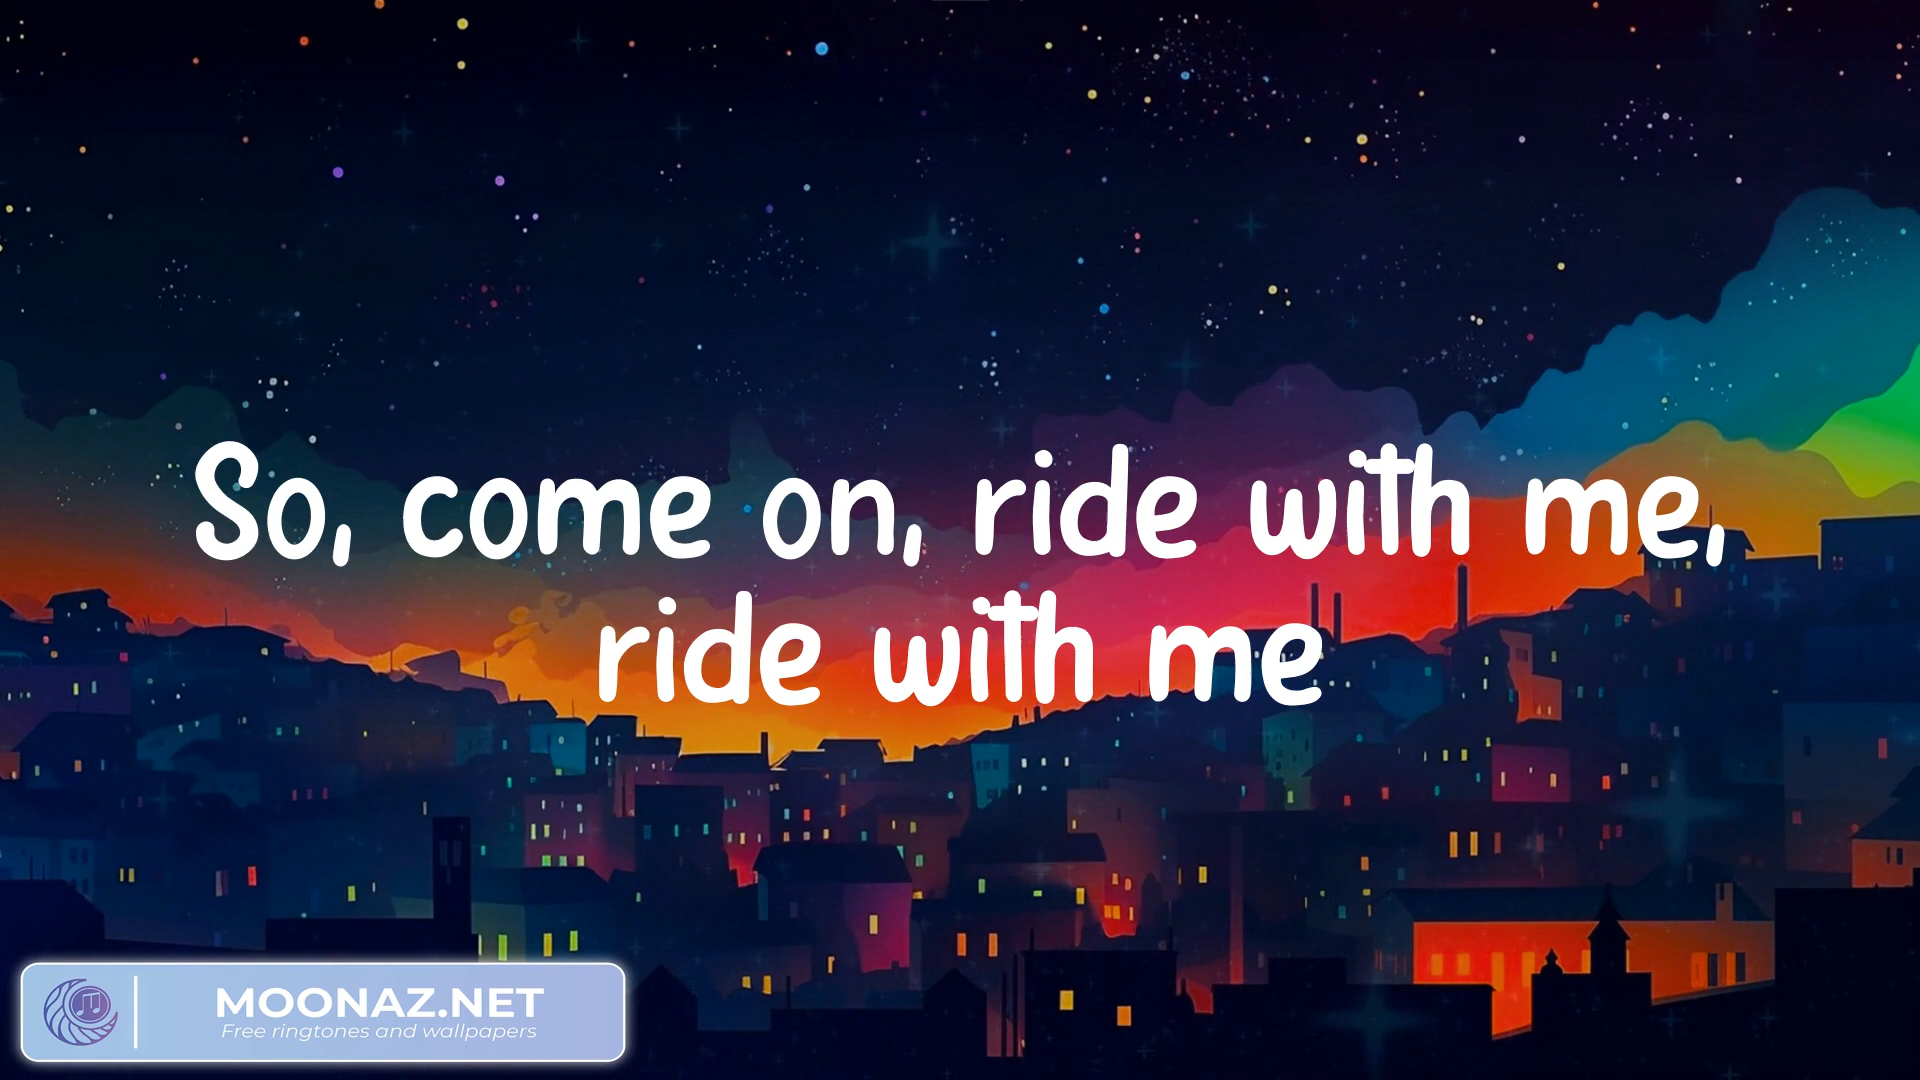 So, come on, ride with me,
ride with me
MOONAZ.NET
Free ringtones and wallpapers